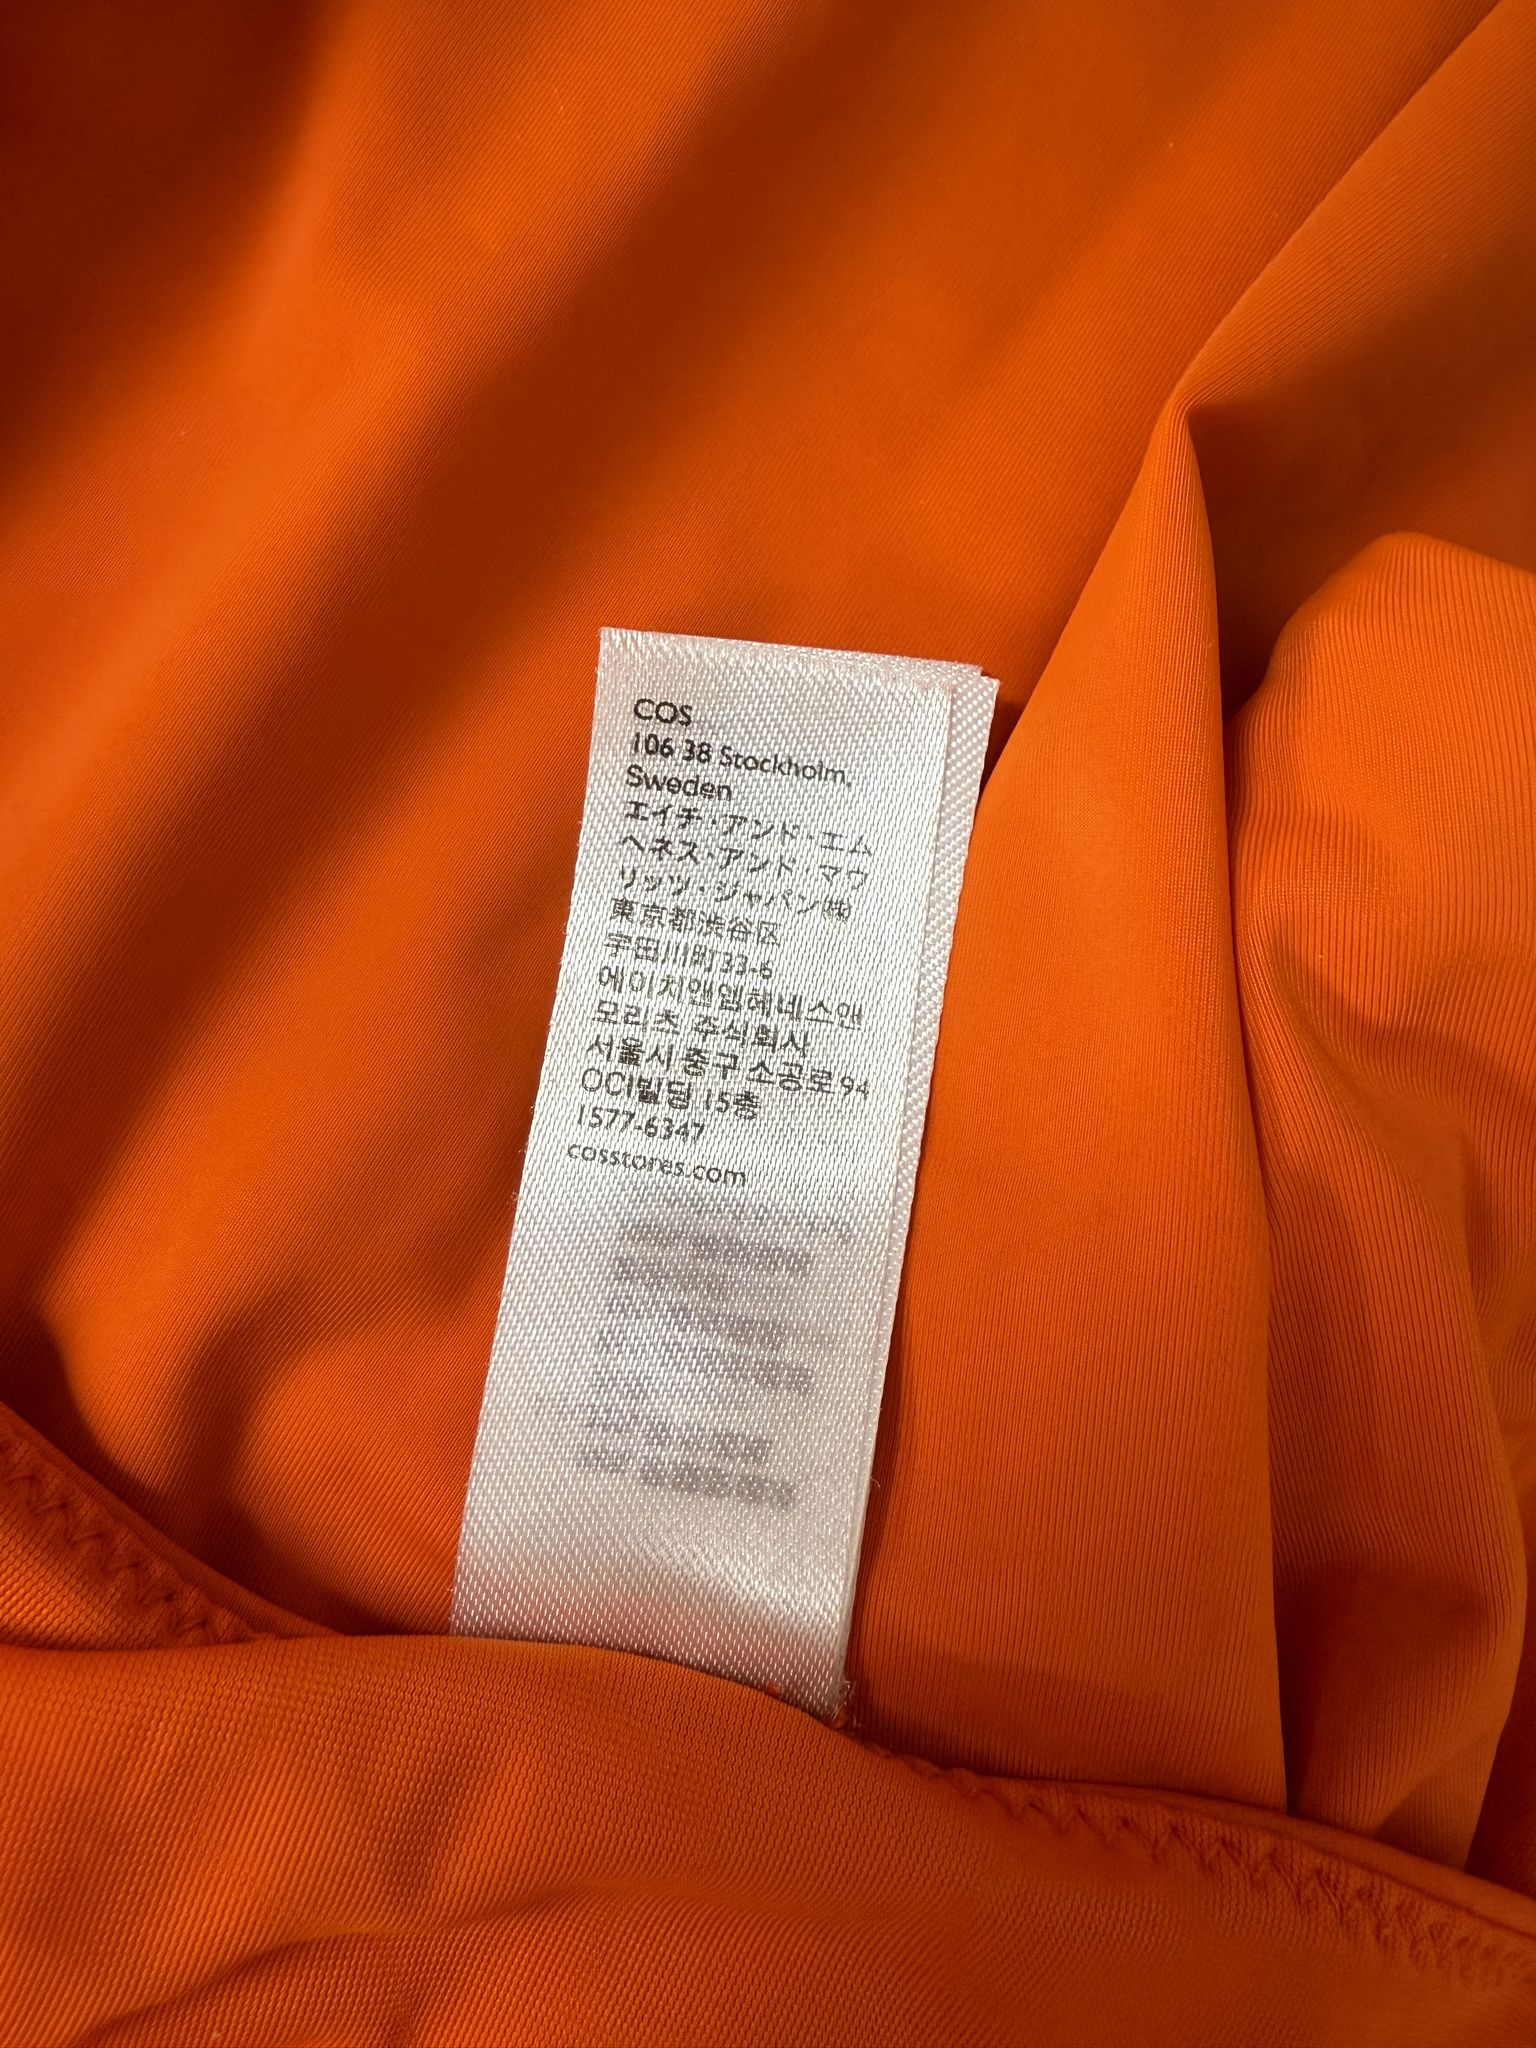 COS
106 38 Stockholm,
Sweden
エイチ・アンド・エム
ヘネス・アンド・マウ
リッツ・ジャパン(株)
東京都渋谷区
宇田川町33-6
에이치앤엠헤네스앤
모리츠 주식회사
서울시 중구 소공로 94
OCI빌딩 15층
1577-6347
cosstores.com